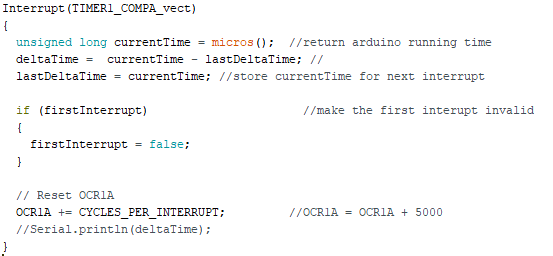 Interrupt(TIMER1_COMPA_vect)
{
  unsigned long currentTime = micros();  //return arduino running time
  deltaTime =  currentTime - lastDeltaTime; //
  lastDeltaTime = currentTime; //store currentTime for next interrupt

  if (firstInterrupt)                    //make the first interupt invalid
  {
    firstInterrupt = false;
  }

  // Reset OCR1A
  OCR1A += CYCLES_PER_INTERRUPT;         //OCR1A = OCR1A + 5000
  //Serial.println(deltaTime);
}